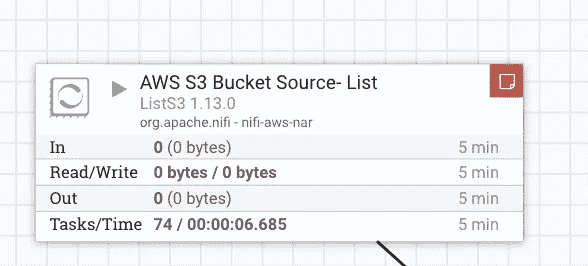 AWS S3 Bucket Source- List
ListS3 1.13.0
org.apache.nifi - nifi-aws-nar
In 0 (0 bytes) 5 min
Read/Write 0 bytes / 0 bytes 5 min
Out 0 (0 bytes) 5 min
Tasks/Time 74 / 00:00:06.685 5 min